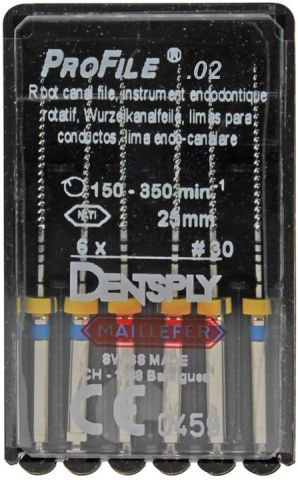 PROFILE® .02
Root canal file, instrument endodontique
rotatif, Wurzelkanalfeile, limas para
conductos, lima endo-canalare
150 - 350 min-1
NiTi
25mm
6 x # 30
DENTSPLY
MAILLEFER
SWISS MADE
CH - 1338 Ballaigues
CE 0459